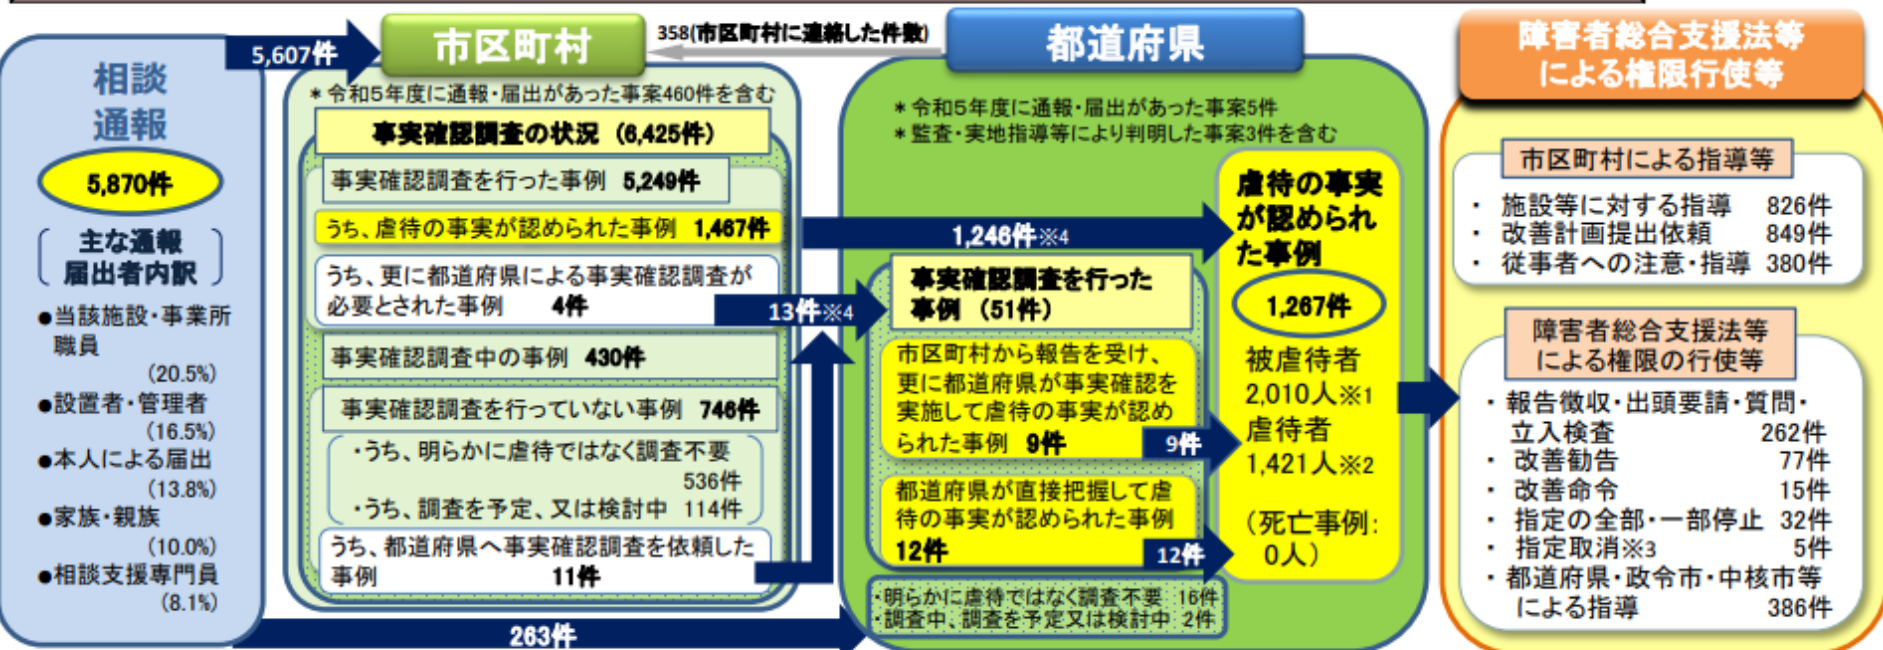 相談
通報
5,870件
主な通報
届出者内訳
●当該施設・事業所
職員
(20.5%)
●設置者・管理者
(16.5%)
●本人による届出
(13.8%)
●家族・親族
(10.0%)
●相談支援専門員
(8.1%)
5,607件
市区町村
358(市区町村に連絡した件数)
*令和5年度に通報・届出があった事案460件を含む
事実確認調査の状況 (6,425件)
事実確認調査を行った事例 5,249件
うち、虐待の事実が認められた事例 1,467件
うち、更に都道府県による事実確認調査が
必要とされた事例 4件
事実確認調査中の事例 430件
事実確認調査を行っていない事例 746件
・うち、明らかに虐待ではなく調査不要
536件
・うち、調査を予定、又は検討中 114件
うち、都道府県へ事実確認調査を依頼した
事例 11件
263件
都道府県
*令和5年度に通報・届出があった事案5件
*監査・実地指導等により判明した事案3件を含む
1,246件※4
13件※4
事実確認調査を行った
事例 (51件)
市区町村から報告を受け、
更に都道府県が事実確認を
実施して虐待の事実が認め
られた事例 9件
9件
都道府県が直接把握して虐
待の事実が認められた事例
12件
12件
・明らかに虐待ではなく調査不要 16件
・調査中、調査を予定又は検討中 2件
虐待の事実
が認められ
た事例
1,267件
被虐待者
2,010人※1
虐待者
1,421人※2
(死亡事例:
0人)
障害者総合支援法等
による権限行使等
市区町村による指導等
・ 施設等に対する指導 826件
・ 改善計画提出依頼 849件
・ 従事者への注意・指導 380件
障害者総合支援法等
による権限の行使等
・報告徴収・出頭要請・質問・
立入検査 262件
・ 改善勧告 77件
・ 改善命令 15件
・ 指定の全部・一部停止 32件
・ 指定取消※3 5件
・都道府県・政令市・中核市等
による指導 386件